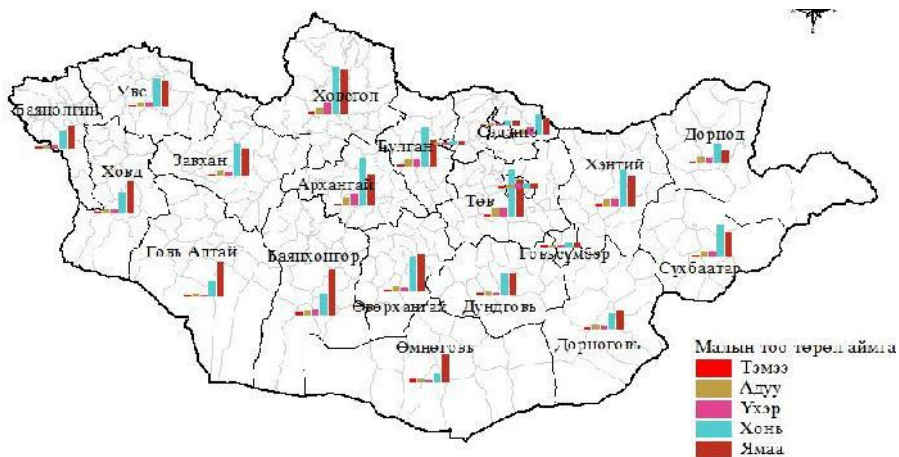 Увс
Хөвсгөл
Баянөлгий
Сэлэнгэ
Дорнод
Булган
Завхан
Хэнтий
Ховд
Архангай
Төв
Говь Алтай
Баянхонгор
Говьсүмбэр
Сүхбаатар
Өвөрхангай
Дундговь
Дорноговь
Өмнөговь
Малын тоо төрөл аймга
Тэмээ
Адуу
Үхэр
Хонь
Ямаа